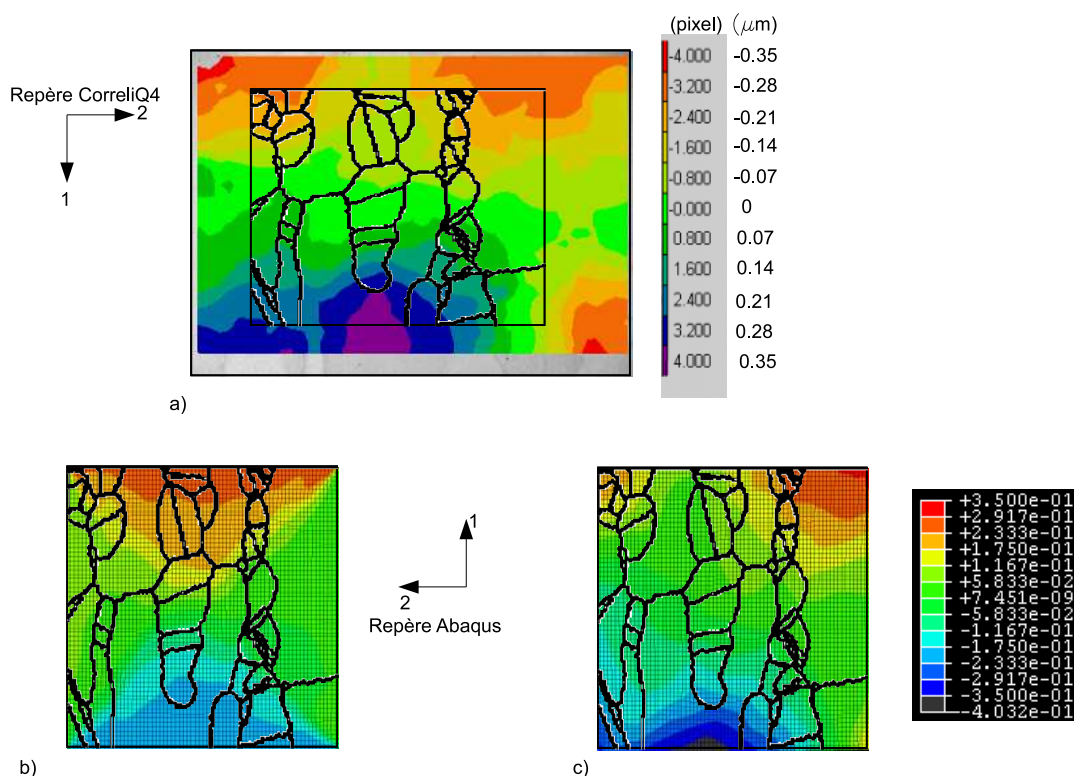 (pixel) (μm)
-4.000 -0.35
-3.200 -0.28
-2.400 -0.21
-1.600 -0.14
-0.800 -0.07
-0.000 0
0.800 0.07
1.600 0.14
2.400 0.21
3.200 0.28
4.000 0.35
Repère CorreliQ4
2
1
a)
1
2
Repère Abaqus
+3.500e-01
+2.917e-01
+2.333e-01
+1.750e-01
+1.167e-01
+5.833e-02
+7.451e-09
-5.833e-02
-1.167e-01
-1.750e-01
-2.333e-01
-2.917e-01
-3.500e-01
-4.032e-01
b)
c)